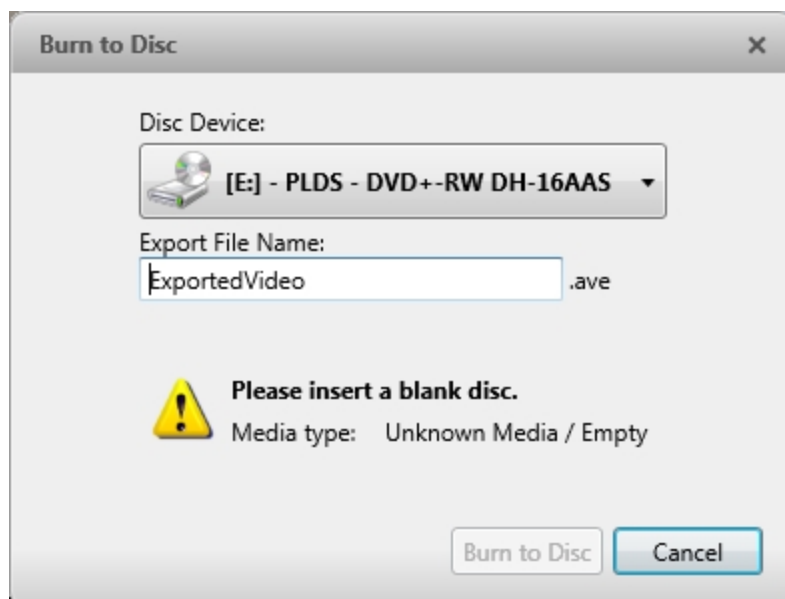 Burn to Disc
Disc Device:
[E:] - PLDS - DVD+-RW DH-16AAS
Export File Name:
ExportedVideo .ave
Please insert a blank disc.
Media type: Unknown Media / Empty
Burn to Disc Cancel